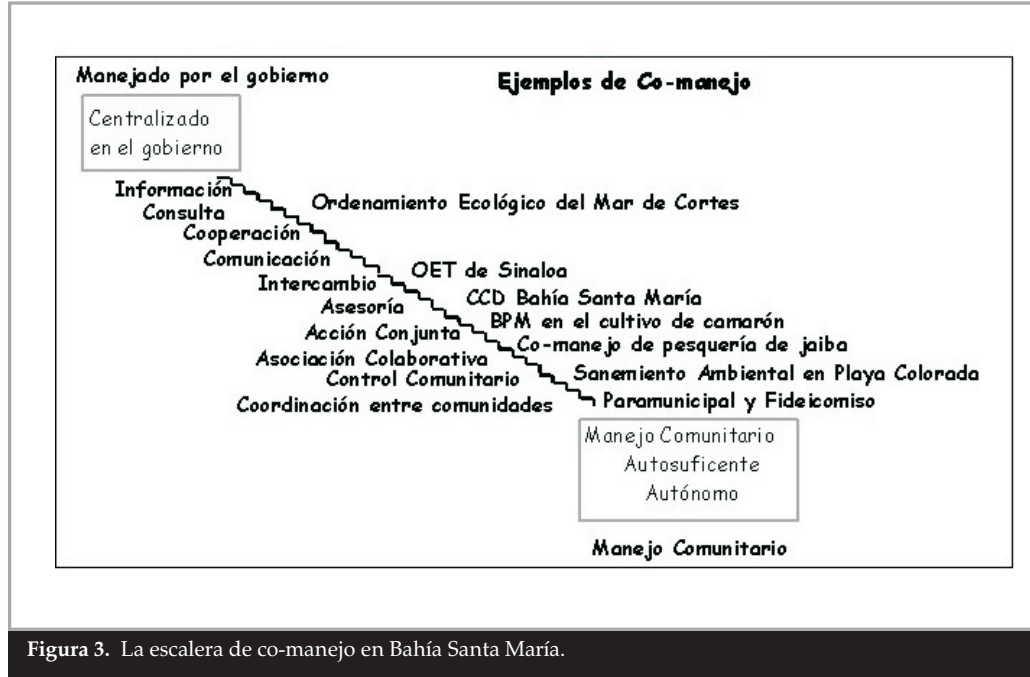 Manejado por el gobierno
Ejemplos de Co-manejo
Centralizado
en el gobierno
Información
Ordenamiento Ecológico del Mar de Cortes
Consulta
Cooperación
Comunicación
OET de Sinaloa
Intercambio
CCD Bahía Santa María
Asesoría
BPM en el cultivo de camarón
Acción Conjunta
Co-manejo de pesquería de jaiba
Asociación Colaborativa
Sanemiento Ambiental en Playa Colorada
Control Comunitario
Paramunicipal y Fideicomiso
Coordinación entre comunidades
Manejo Comunitario
Autosuficente
Autónomo
Manejo Comunitario
Figura 3. La escalera de co-manejo en Bahía Santa María.